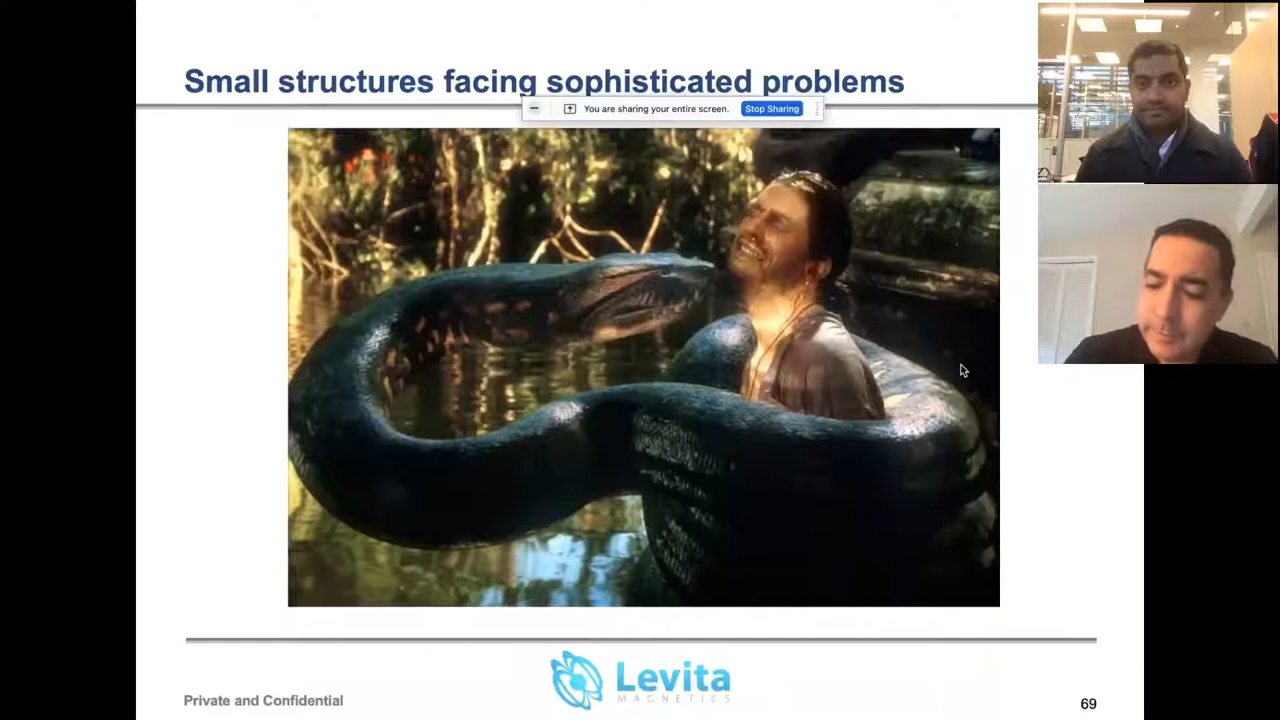 Small structures facing sophisticated problems
You are sharing your entire screen.
Stop Sharing
Levita
MAGNETICS
Private and Confidential
69